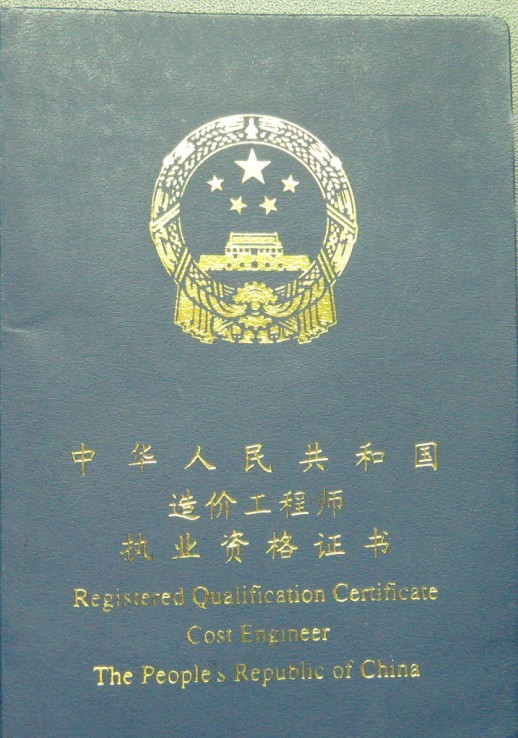 中华人民共和国
造价工程师
执业资格证书
Registered Qualification Certificate
Cost Engineer
The People's Republic of China